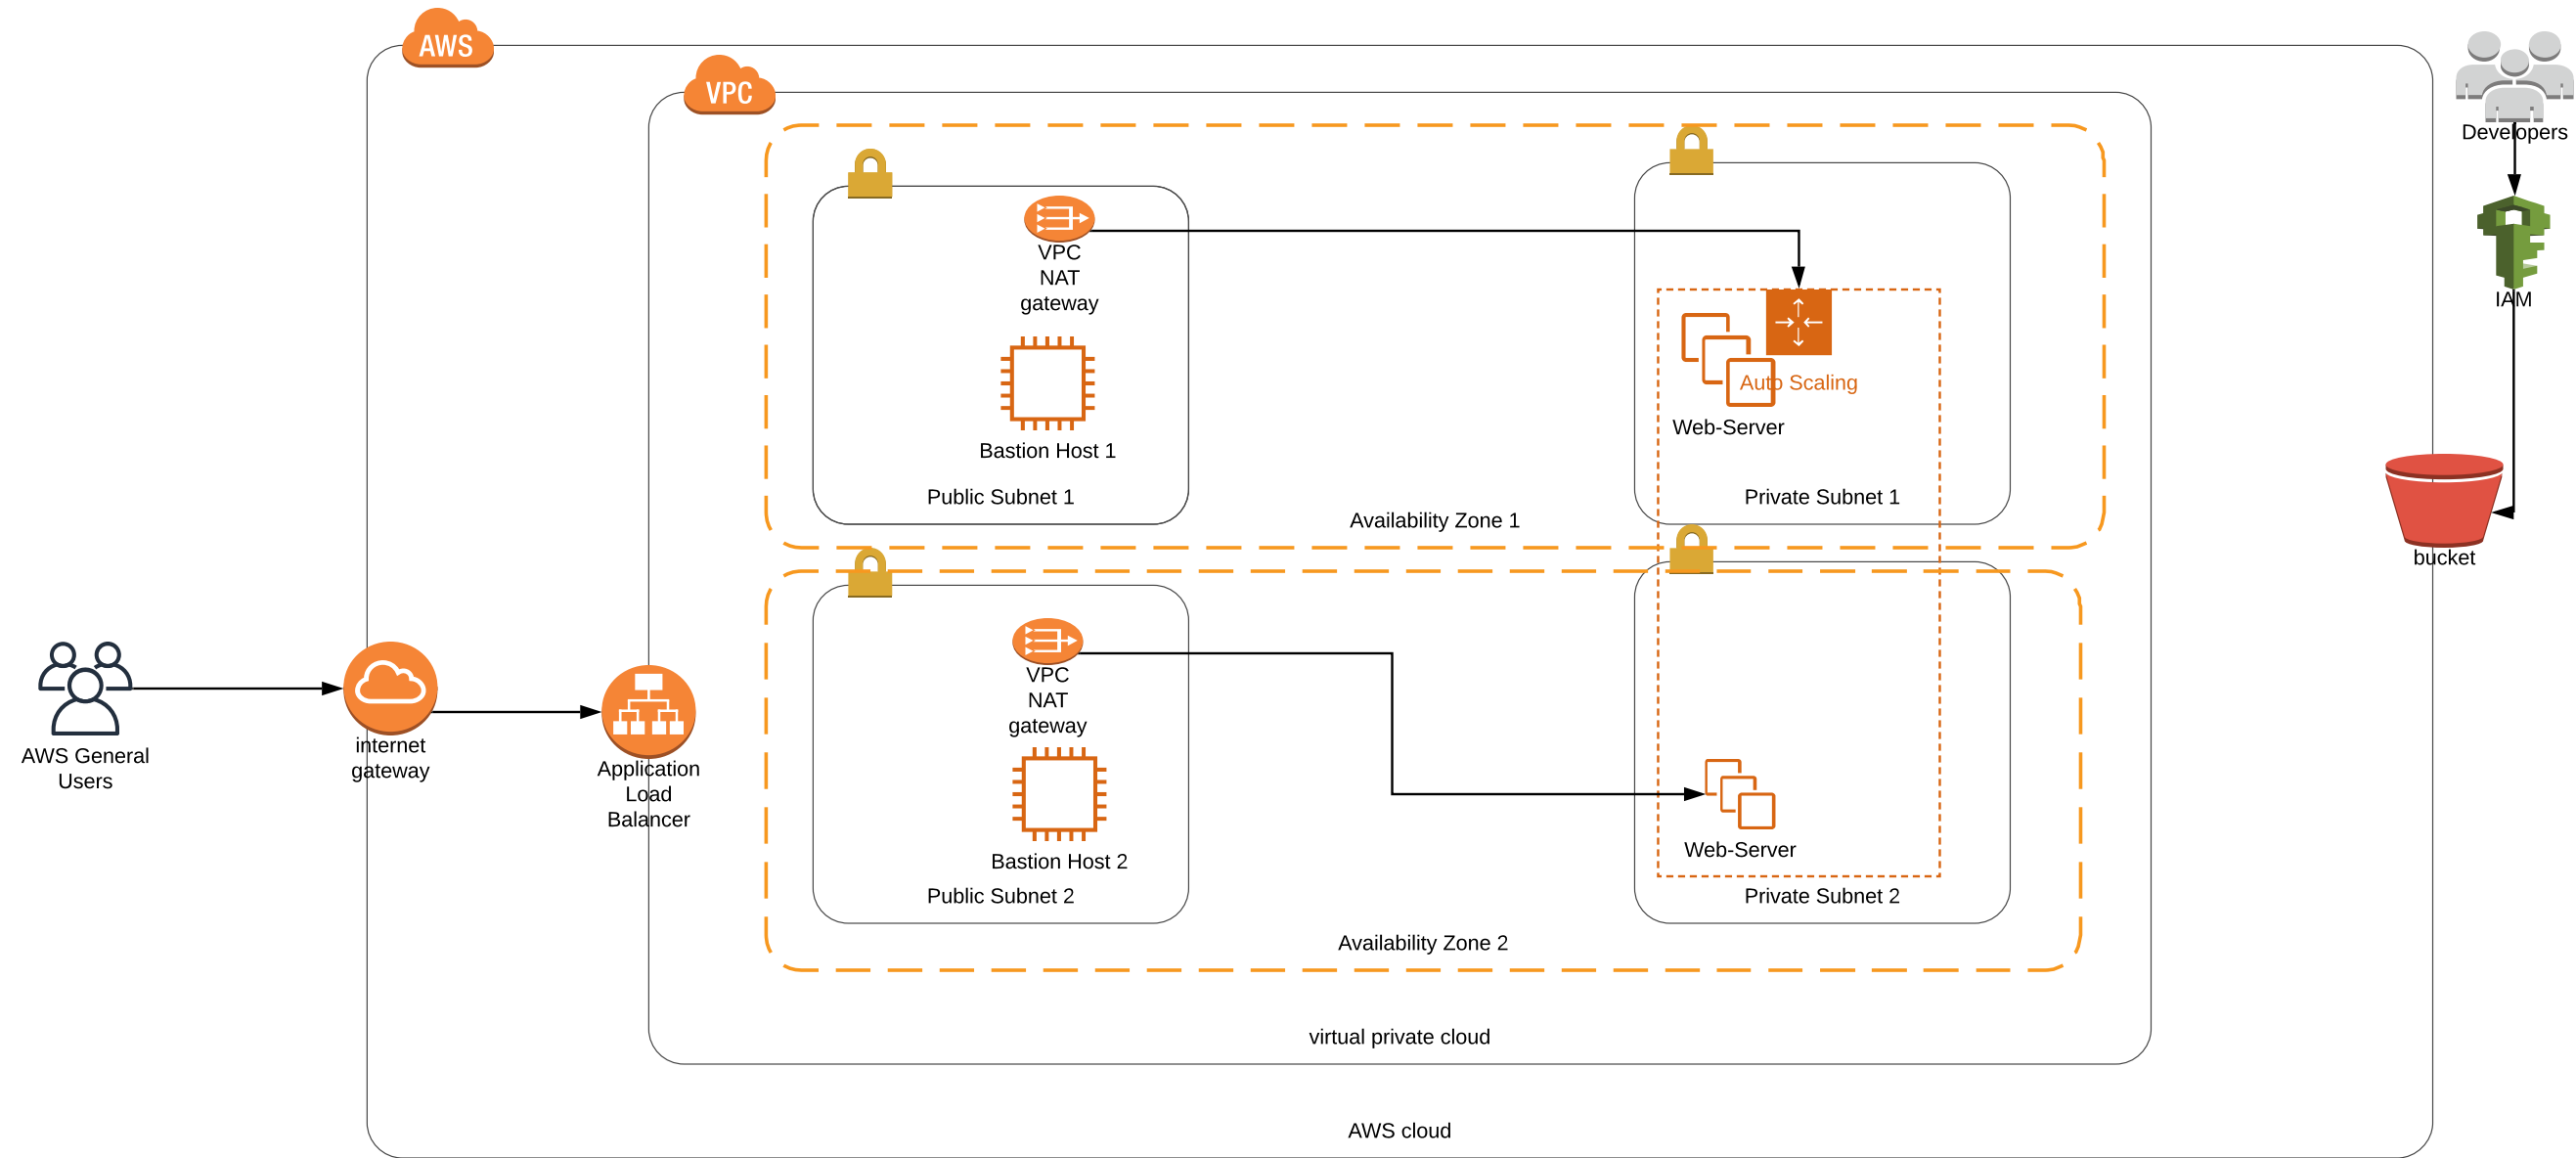 AWS
VPC
Developers
VPC
NAT
gateway
IAM
Auto Scaling
Web-Server
Bastion Host 1
Public Subnet 1
Private Subnet 1
Availability Zone 1
bucket
VPC
NAT
gateway
AWS General
Users
internet
gateway
Application
Load
Balancer
Bastion Host 2
Web-Server
Public Subnet 2
Private Subnet 2
Availability Zone 2
virtual private cloud
AWS cloud